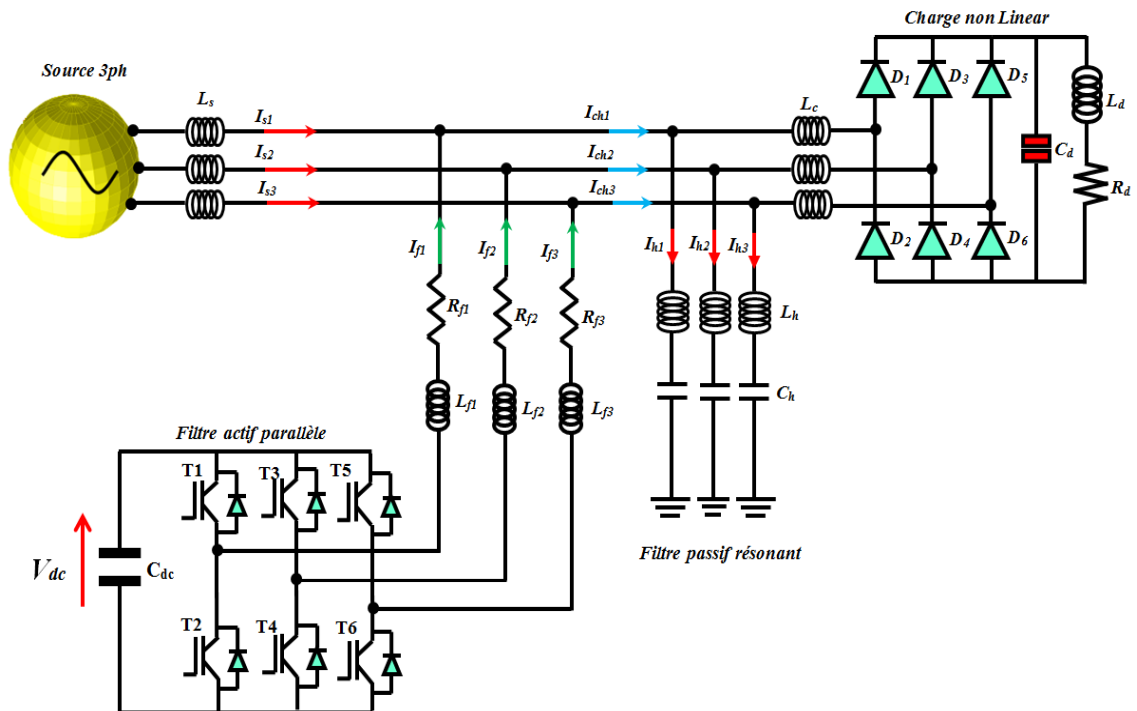 Charge non Linear
Source 3ph
D1
D3
D5
Ls
Is1
Ich1
Lc
Ld
Is2
Ich2
Cd
Is3
Ich3
Rd
If1
If2
If3
Ih1
Ih2
Ih3
D2
D4
D6
Rf1
Rf2
Rf3
Lh
Lf1
Lf2
Lf3
Ch
Filtre actif parallèle
T1
T3
T5
Filtre passif résonant
Vdc
Cdc
T2
T4
T6